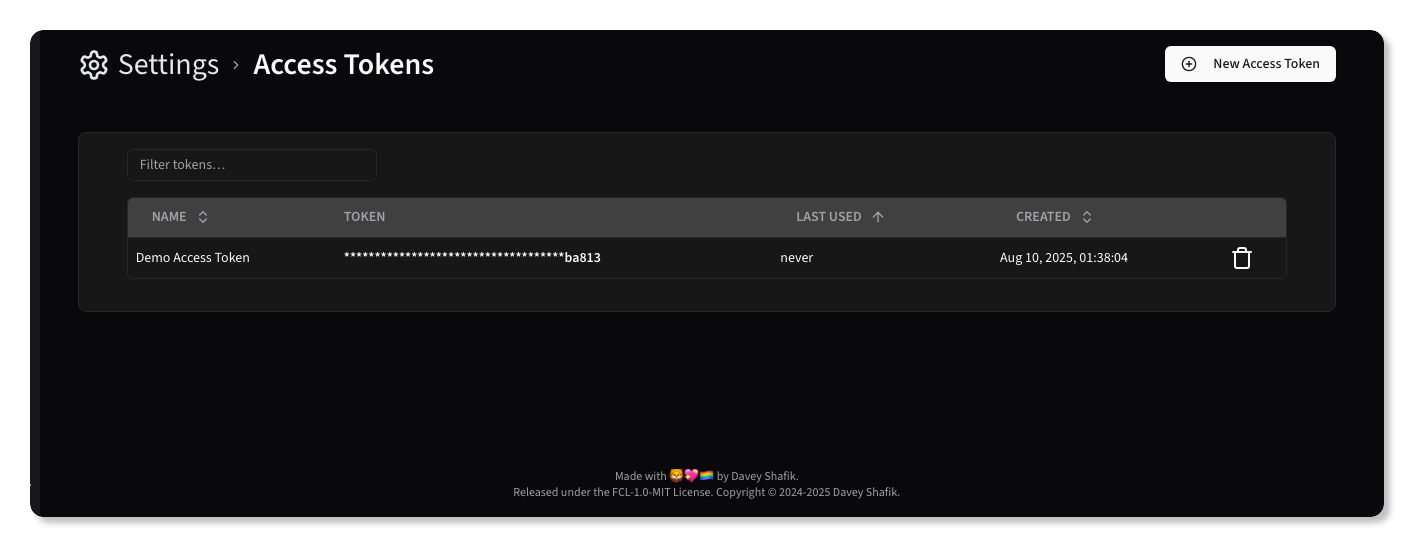 Settings › Access Tokens
New Access Token
Filter tokens…
NAME TOKEN LAST USED CREATED
Demo Access Token ************************************ba813 never Aug 10, 2025, 01:38:04
Made with 🦁💖🏳️‍🌈 by Davey Shafik.
Released under the FCL-1.0-MIT License. Copyright © 2024-2025 Davey Shafik.